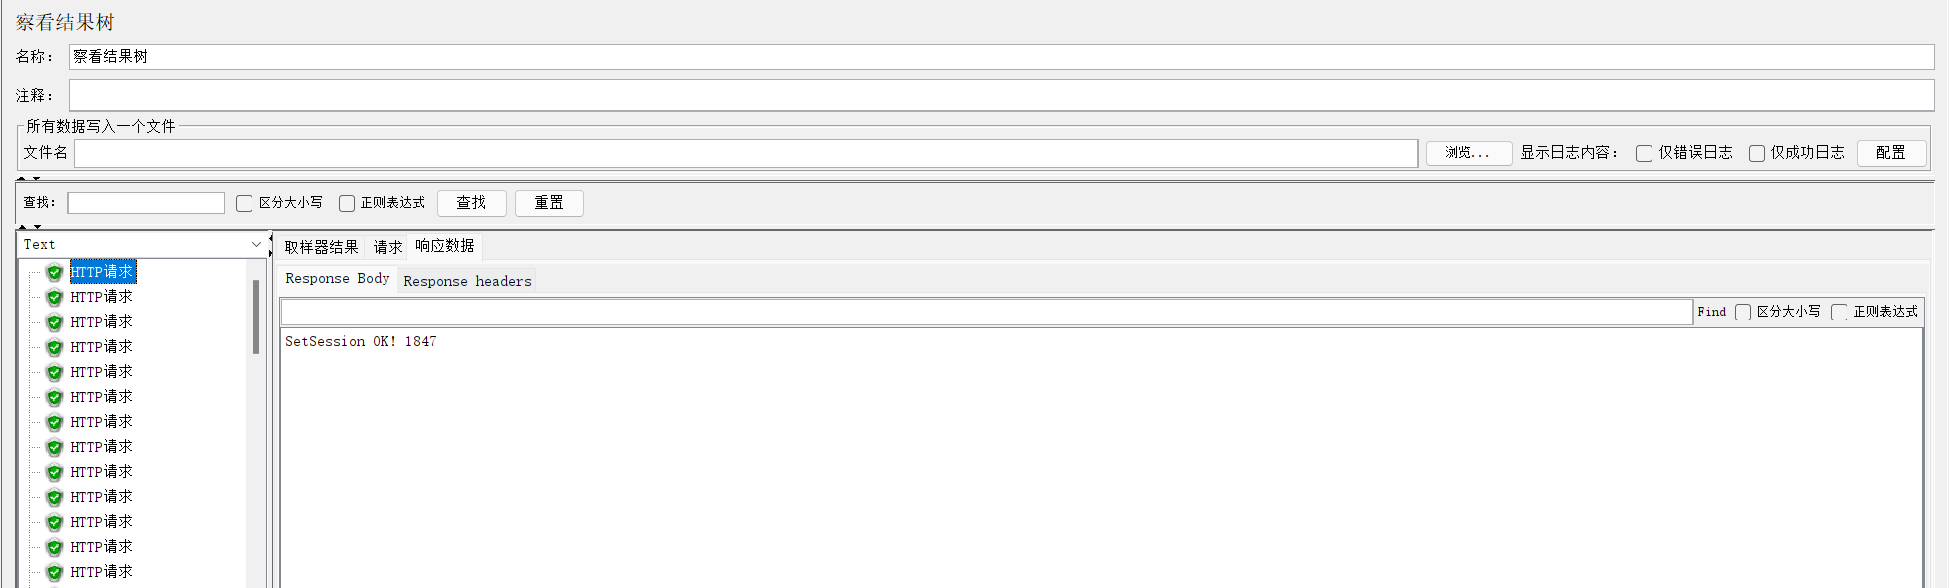 察看结果树
名称： 察看结果树
注释：
所有数据写入一个文件
文件名 浏览... 显示日志内容： 仅错误日志 仅成功日志 配置
查找： 区分大小写 正则表达式 查找 重置
Text
HTTP请求
HTTP请求
HTTP请求
HTTP请求
HTTP请求
HTTP请求
HTTP请求
HTTP请求
HTTP请求
HTTP请求
HTTP请求
HTTP请求
HTTP请求
取样器结果 请求 响应数据
Response Body Response headers
Find 区分大小写 正则表达式
SetSession OK! 1847